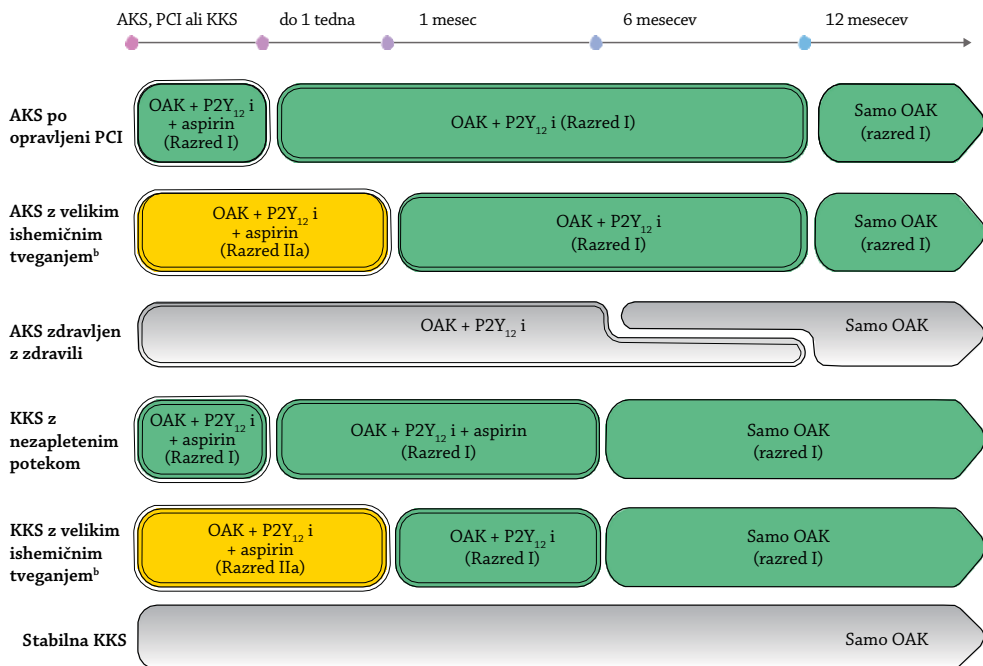 AKS, PCI ali KKS
do 1 tedna
1 mesec
6 mesecev
12 mesecev
AKS po
opravljeni PCI
OAK + P2Y₁₂ i
+ aspirin
(Razred I)
OAK + P2Y₁₂ i (Razred I)
Samo OAK
(razred I)
AKS z velikim
ishemičnim
tveganjemᵇ
OAK + P2Y₁₂ i
+ aspirin
(Razred IIa)
OAK + P2Y₁₂ i
(Razred I)
Samo OAK
(razred I)
AKS zdravljen
z zdravili
OAK + P2Y₁₂ i
Samo OAK
KKS z
nezapletenim
potekom
OAK + P2Y₁₂ i
+ aspirin
(Razred I)
OAK + P2Y₁₂ i + aspirin
(Razred I)
Samo OAK
(razred I)
KKS z velikim
ishemičnim
tveganjemᵇ
OAK + P2Y₁₂ i
+ aspirin
(Razred IIa)
OAK + P2Y₁₂ i
(Razred I)
Samo OAK
(razred I)
Stabilna KKS
Samo OAK